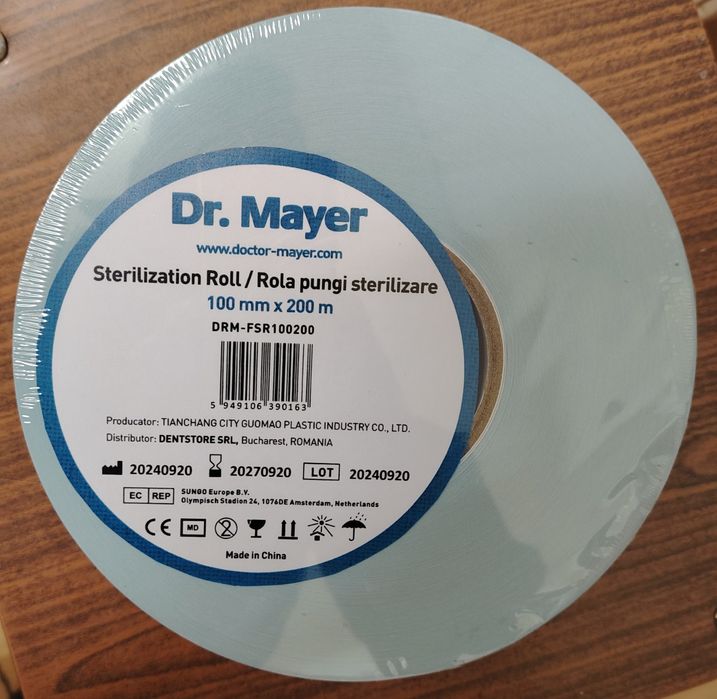 Dr. Mayer
www.doctor-mayer.com
Sterilization Roll / Rola pungi sterilizare
100 mm x 200 m
DRM-FSR100200
5 949106 390163
Producator: TIANCHANG CITY GUOMAO PLASTIC INDUSTRY CO., LTD.
Distribuitor: DENTSTORE SRL, Bucharest, ROMANIA
20240920 20270920 LOT 20240920
EC REP SUNGO Europe B.V.
Olympisch Stadion 24, 1076DE Amsterdam, Netherlands
CE MD 2
Made in China